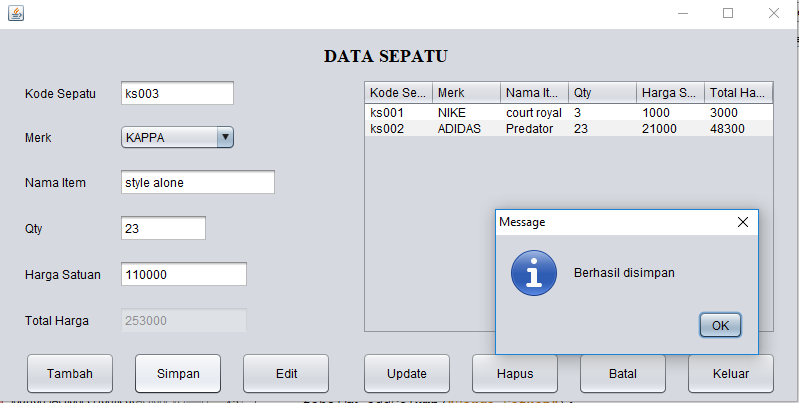 DATA SEPATU
Kode Sepatu ks003
Merk KAPPA
Nama Item style alone
Qty 23
Harga Satuan 110000
Total Harga 253000
Kode Se... Merk Nama It... Qty Harga S... Total Ha...
ks001 NIKE court royal 3 1000 3000
ks002 ADIDAS Predator 23 21000 48300
Message
Berhasil disimpan
OK
Tambah Simpan Edit Update Hapus Batal Keluar